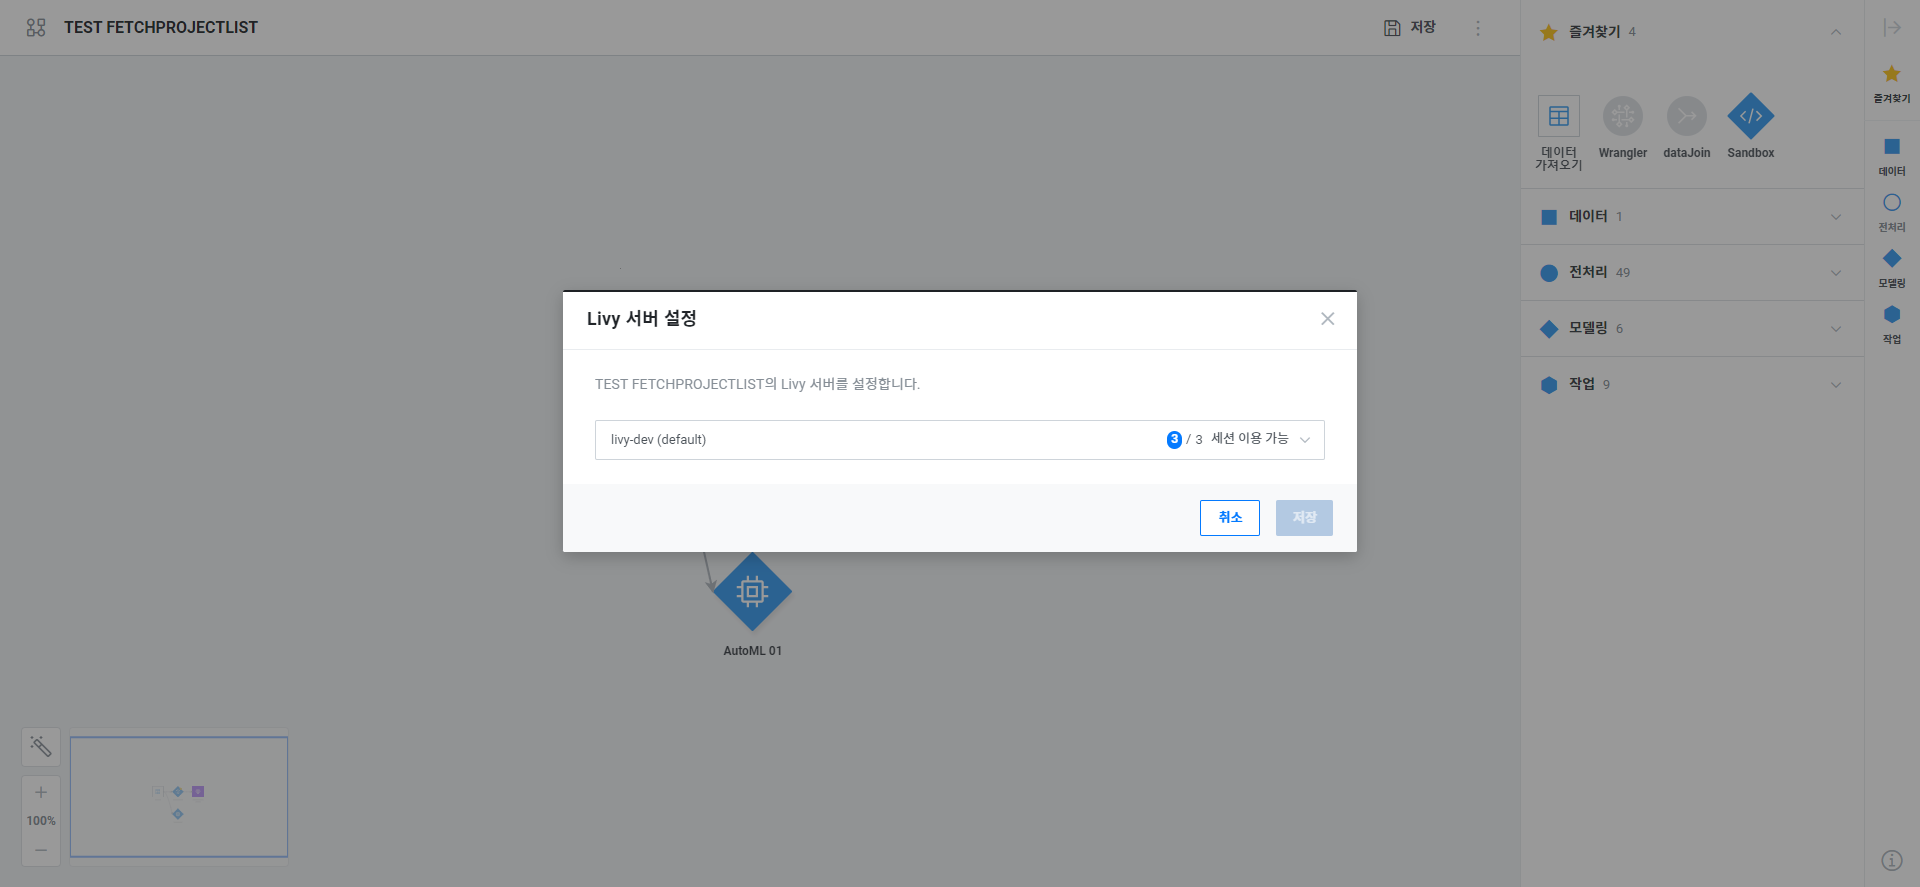 TEST FETCHPROJECTLIST
저장
즐겨찾기 4
데이터
가져오기
Wrangler
dataJoin
Sandbox
데이터 1
전처리 49
모델링 6
작업 9
즐겨찾기
데이터
전처리
모델링
작업
Livy 서버 설정
TEST FETCHPROJECTLIST의 Livy 서버를 설정합니다.
livy-dev (default) 3 / 3 세션 이용 가능
취소 저장
AutoML 01
100%